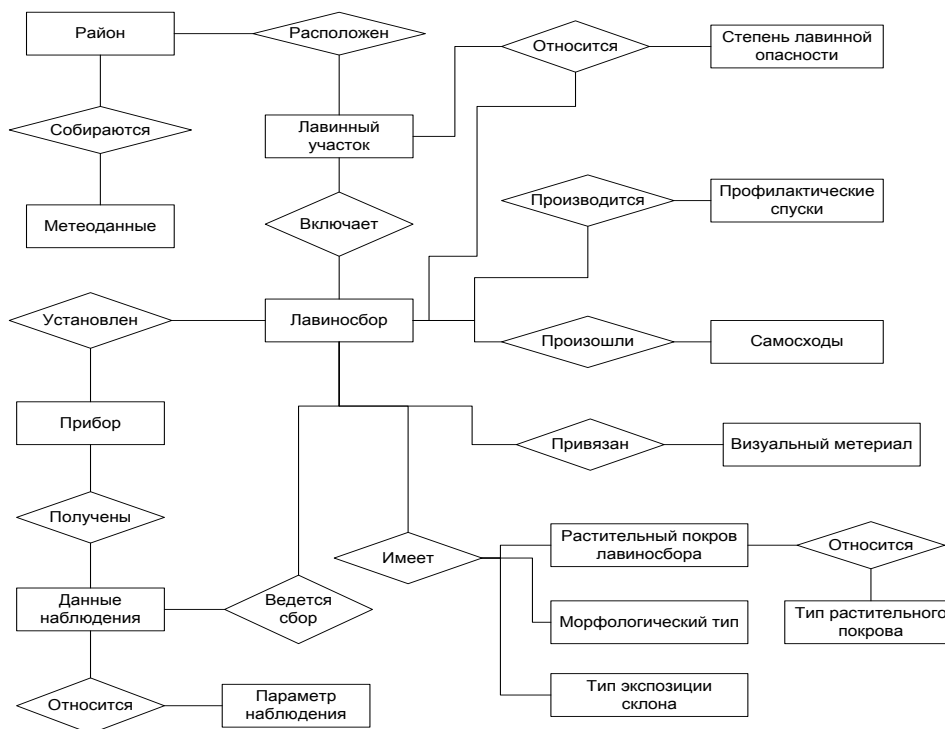 Район
Расположен
Относится
Степень лавинной
опасности
Собираются
Лавинный
участок
Метеоданные
Включает
Производится
Профилактические
спуски
Установлен
Лавиносбор
Произошли
Самосходы
Прибор
Привязан
Визуальный метериал
Получены
Имеет
Растительный покров
лавиносбора
Относится
Данные
наблюдения
Ведется
сбор
Морфологический тип
Тип растительного
покрова
Относится
Параметр
наблюдения
Тип экспозиции
склона